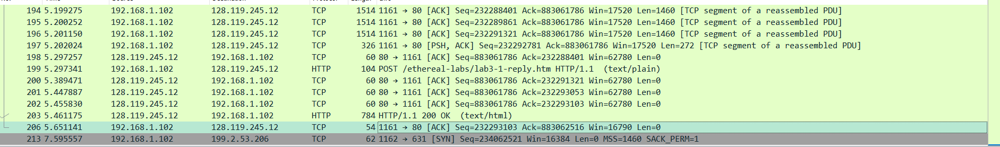 194 5.199275 192.168.1.102 128.119.245.12 TCP 1514 1161 → 80 [ACK] Seq=232288401 Ack=883061786 Win=17520 Len=1460 [TCP segment of a reassembled PDU]
195 5.200252 192.168.1.102 128.119.245.12 TCP 1514 1161 → 80 [ACK] Seq=232289861 Ack=883061786 Win=17520 Len=1460 [TCP segment of a reassembled PDU]
196 5.201150 192.168.1.102 128.119.245.12 TCP 1514 1161 → 80 [ACK] Seq=232291321 Ack=883061786 Win=17520 Len=1460 [TCP segment of a reassembled PDU]
197 5.202024 192.168.1.102 128.119.245.12 TCP 326 1161 → 80 [PSH, ACK] Seq=232292781 Ack=883061786 Win=17520 Len=272 [TCP segment of a reassembled PDU]
198 5.297257 128.119.245.12 192.168.1.102 TCP 60 80 → 1161 [ACK] Seq=883061786 Ack=232288401 Win=62780 Len=0
199 5.297341 192.168.1.102 128.119.245.12 HTTP 104 POST /ethereal-labs/lab3-1-reply.htm HTTP/1.1 (text/plain)
200 5.389471 128.119.245.12 192.168.1.102 TCP 60 80 → 1161 [ACK] Seq=883061786 Ack=232291321 Win=62780 Len=0
201 5.447887 128.119.245.12 192.168.1.102 TCP 60 80 → 1161 [ACK] Seq=883061786 Ack=232293053 Win=62780 Len=0
202 5.455830 128.119.245.12 192.168.1.102 TCP 60 80 → 1161 [ACK] Seq=883061786 Ack=232293103 Win=62780 Len=0
203 5.461175 128.119.245.12 192.168.1.102 HTTP 784 HTTP/1.1 200 OK (text/html)
206 5.651141 192.168.1.102 128.119.245.12 TCP 54 1161 → 80 [ACK] Seq=232293103 Ack=883062516 Win=16790 Len=0
213 7.595557 192.168.1.102 199.2.53.206 TCP 62 1162 → 631 [SYN] Seq=234062521 Win=16384 Len=0 MSS=1460 SACK_PERM=1